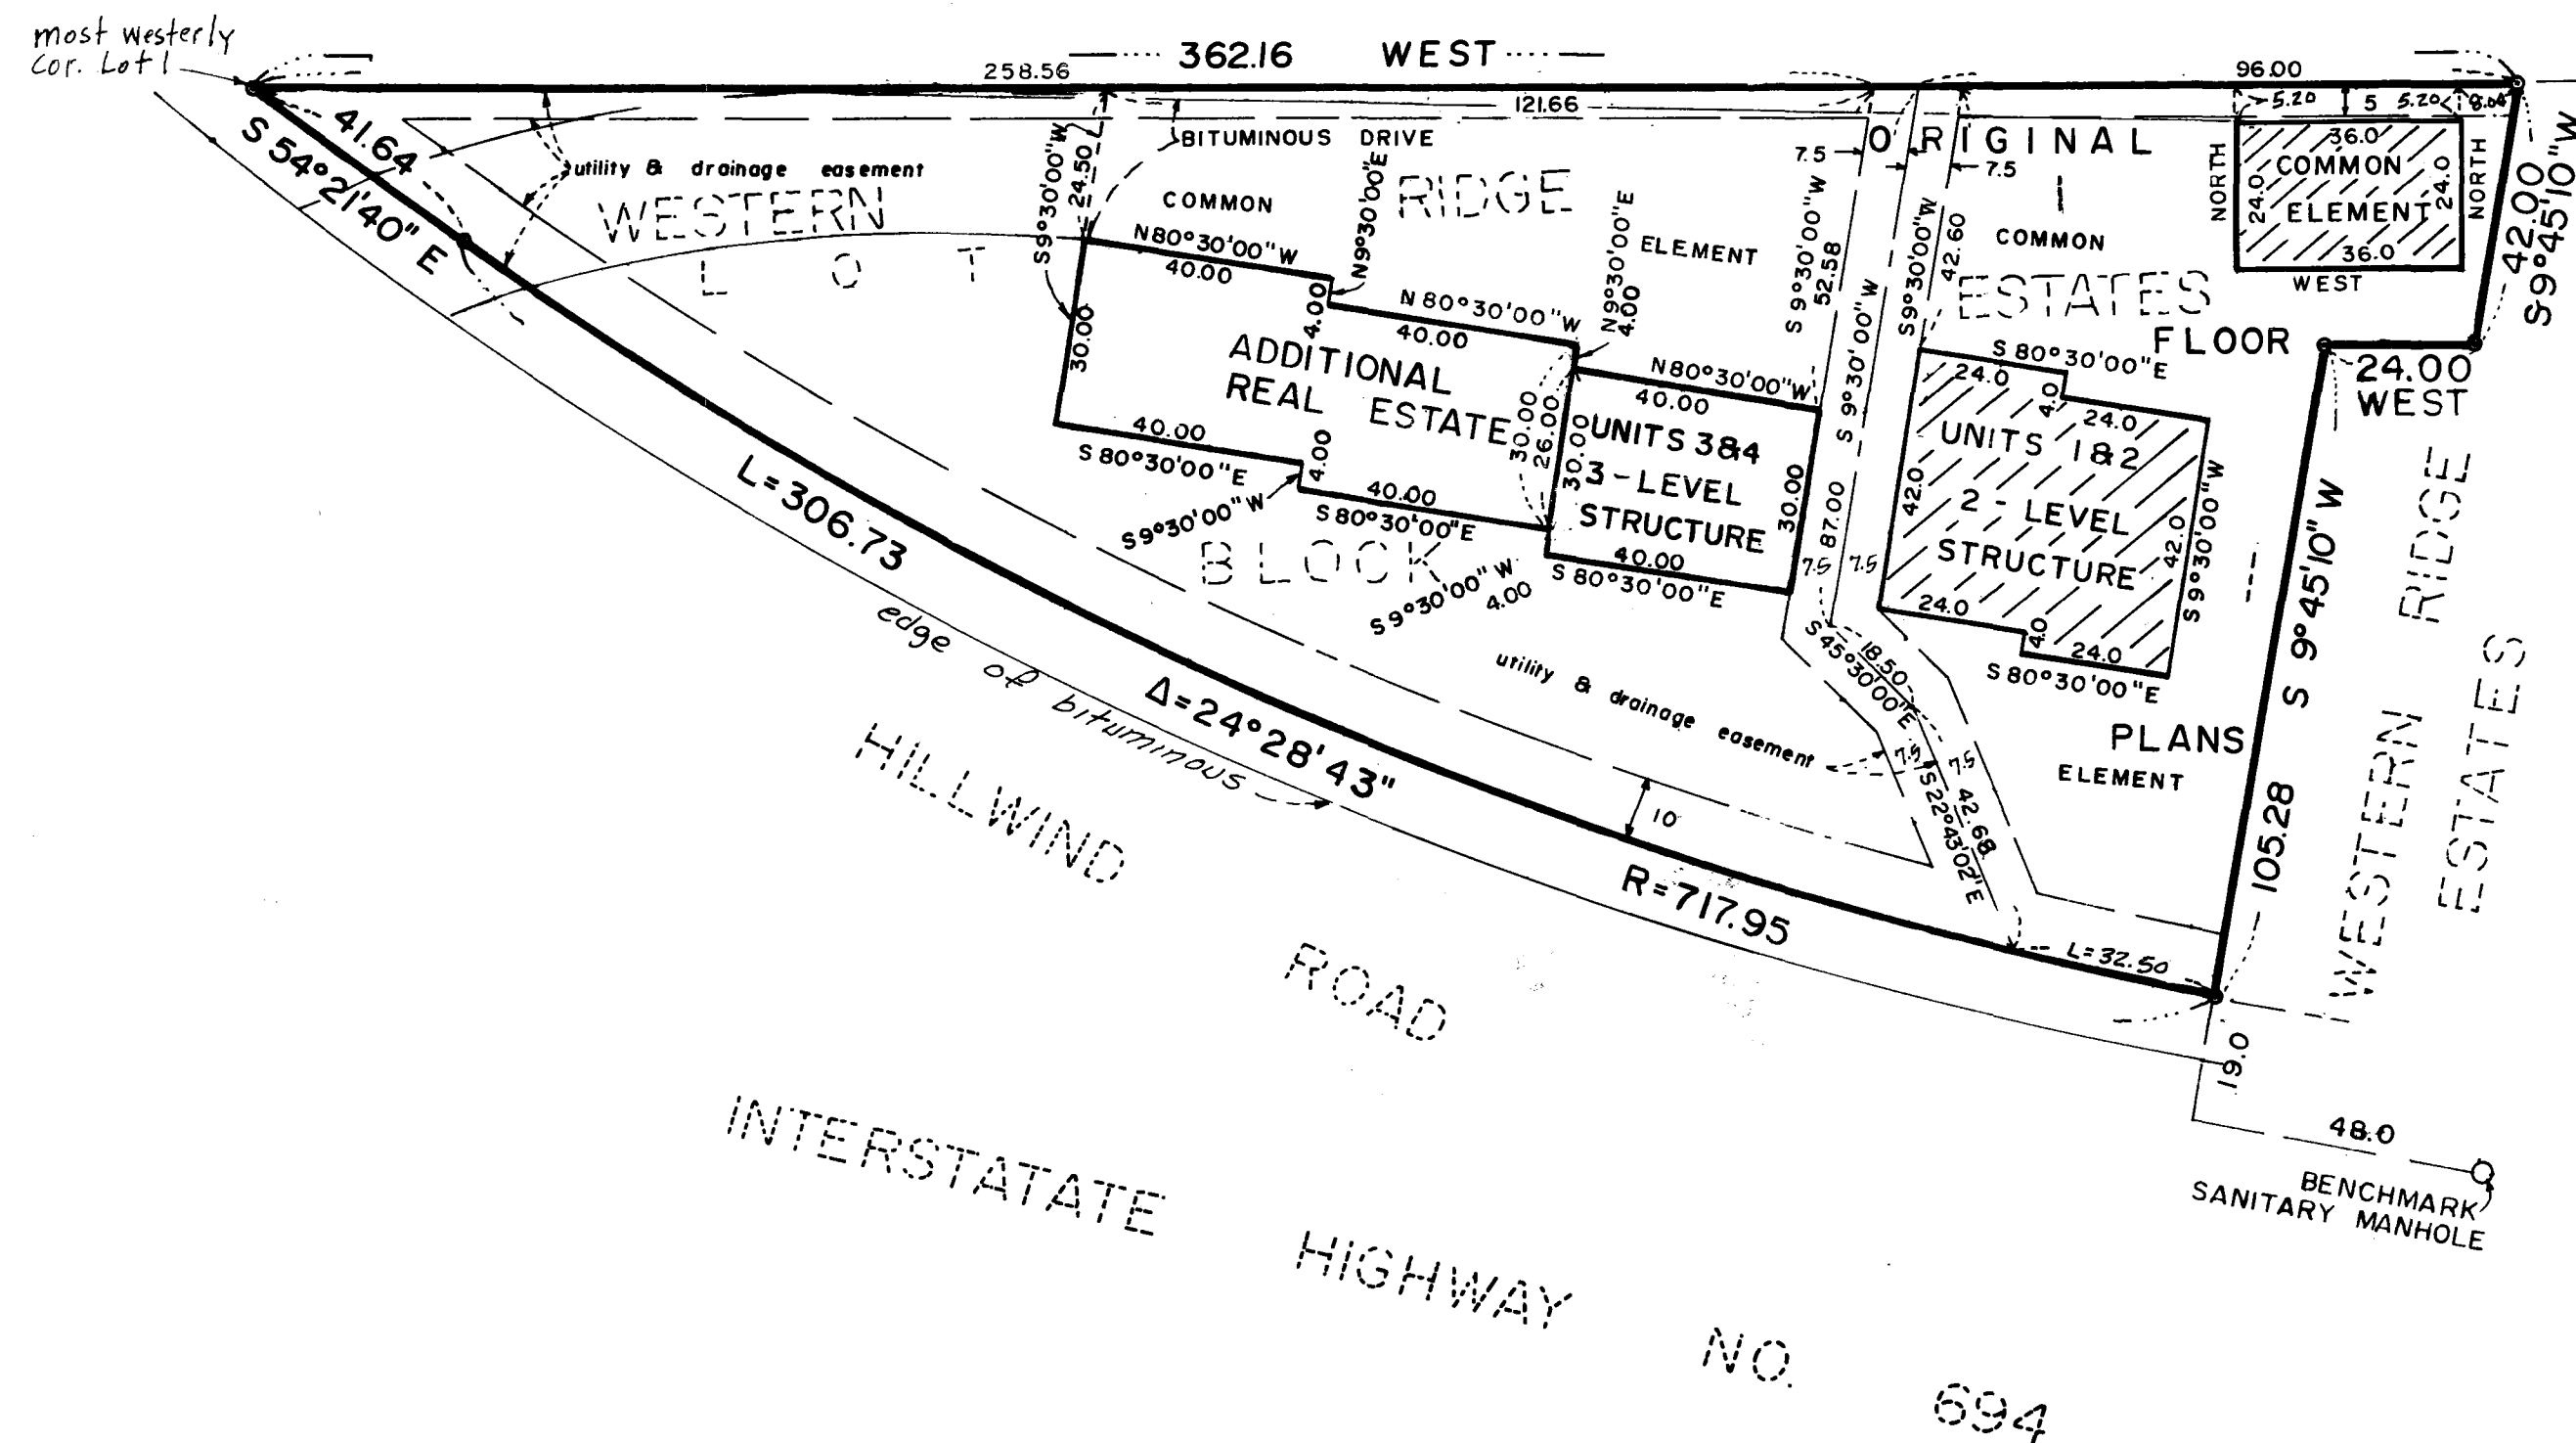 most westerly
cor. Lot 1
362.16 WEST
258.56
96.00
121.66
5.20 5 5.20 8.04
BITUMINOUS DRIVE
ORIGINAL
41.64
S 54°21'40" E
utility & drainage easement
WESTERN
RIDGE
ESTATES
LOT
1
S9°30'00"W
24.50
COMMON
N9°30'00"E
N80°30'00"W
40.00
4.00
N 80°30'00"W
40.00
N9°30'00"E
4.00
ELEMENT
7.5
7.5
S 9°30'00"W
52.58
S 9°30'00"W
87.00
S9°30'00"W
42.60
COMMON
NORTH
24.0
36.0
COMMON
ELEMENT
24.0
36.0
NORTH
WEST
42.00
S9°45'10"W
FLOOR
24.00
WEST
30.00
ADDITIONAL
REAL ESTATE
30.00
26.00
30.00
N80°30'00"W
40.00
UNITS 3&4
3-LEVEL
STRUCTURE
30.00
40.00
S 80°30'00"E
S 80°30'00"E
24.0
4.0
24.0
UNITS 1&2
2-LEVEL
STRUCTURE
42.0
42.0
S9°30'00"W
24.0
4.0
24.0
S 80°30'00"E
40.00
S 80°30'00"E
4.00
S9°30'00"W
40.00
S 80°30'00"E
BLOCK
S9°30'00"W
4.00
7.5 7.5
18.50
S 45°30'00"E
utility & drainage easement
7.5 7.5
42.68
S22°43'02"E
PLANS
ELEMENT
S 9°45'10" W
105.28
WESTERN RIDGE
ESTATES
L=306.73
Δ=24°28'43"
R=717.95
10
L=32.50
edge of bituminous
HILLWIND
ROAD
19.0
48.0
BENCHMARK
SANITARY MANHOLE
INTERSTATATE
HIGHWAY
NO.
694